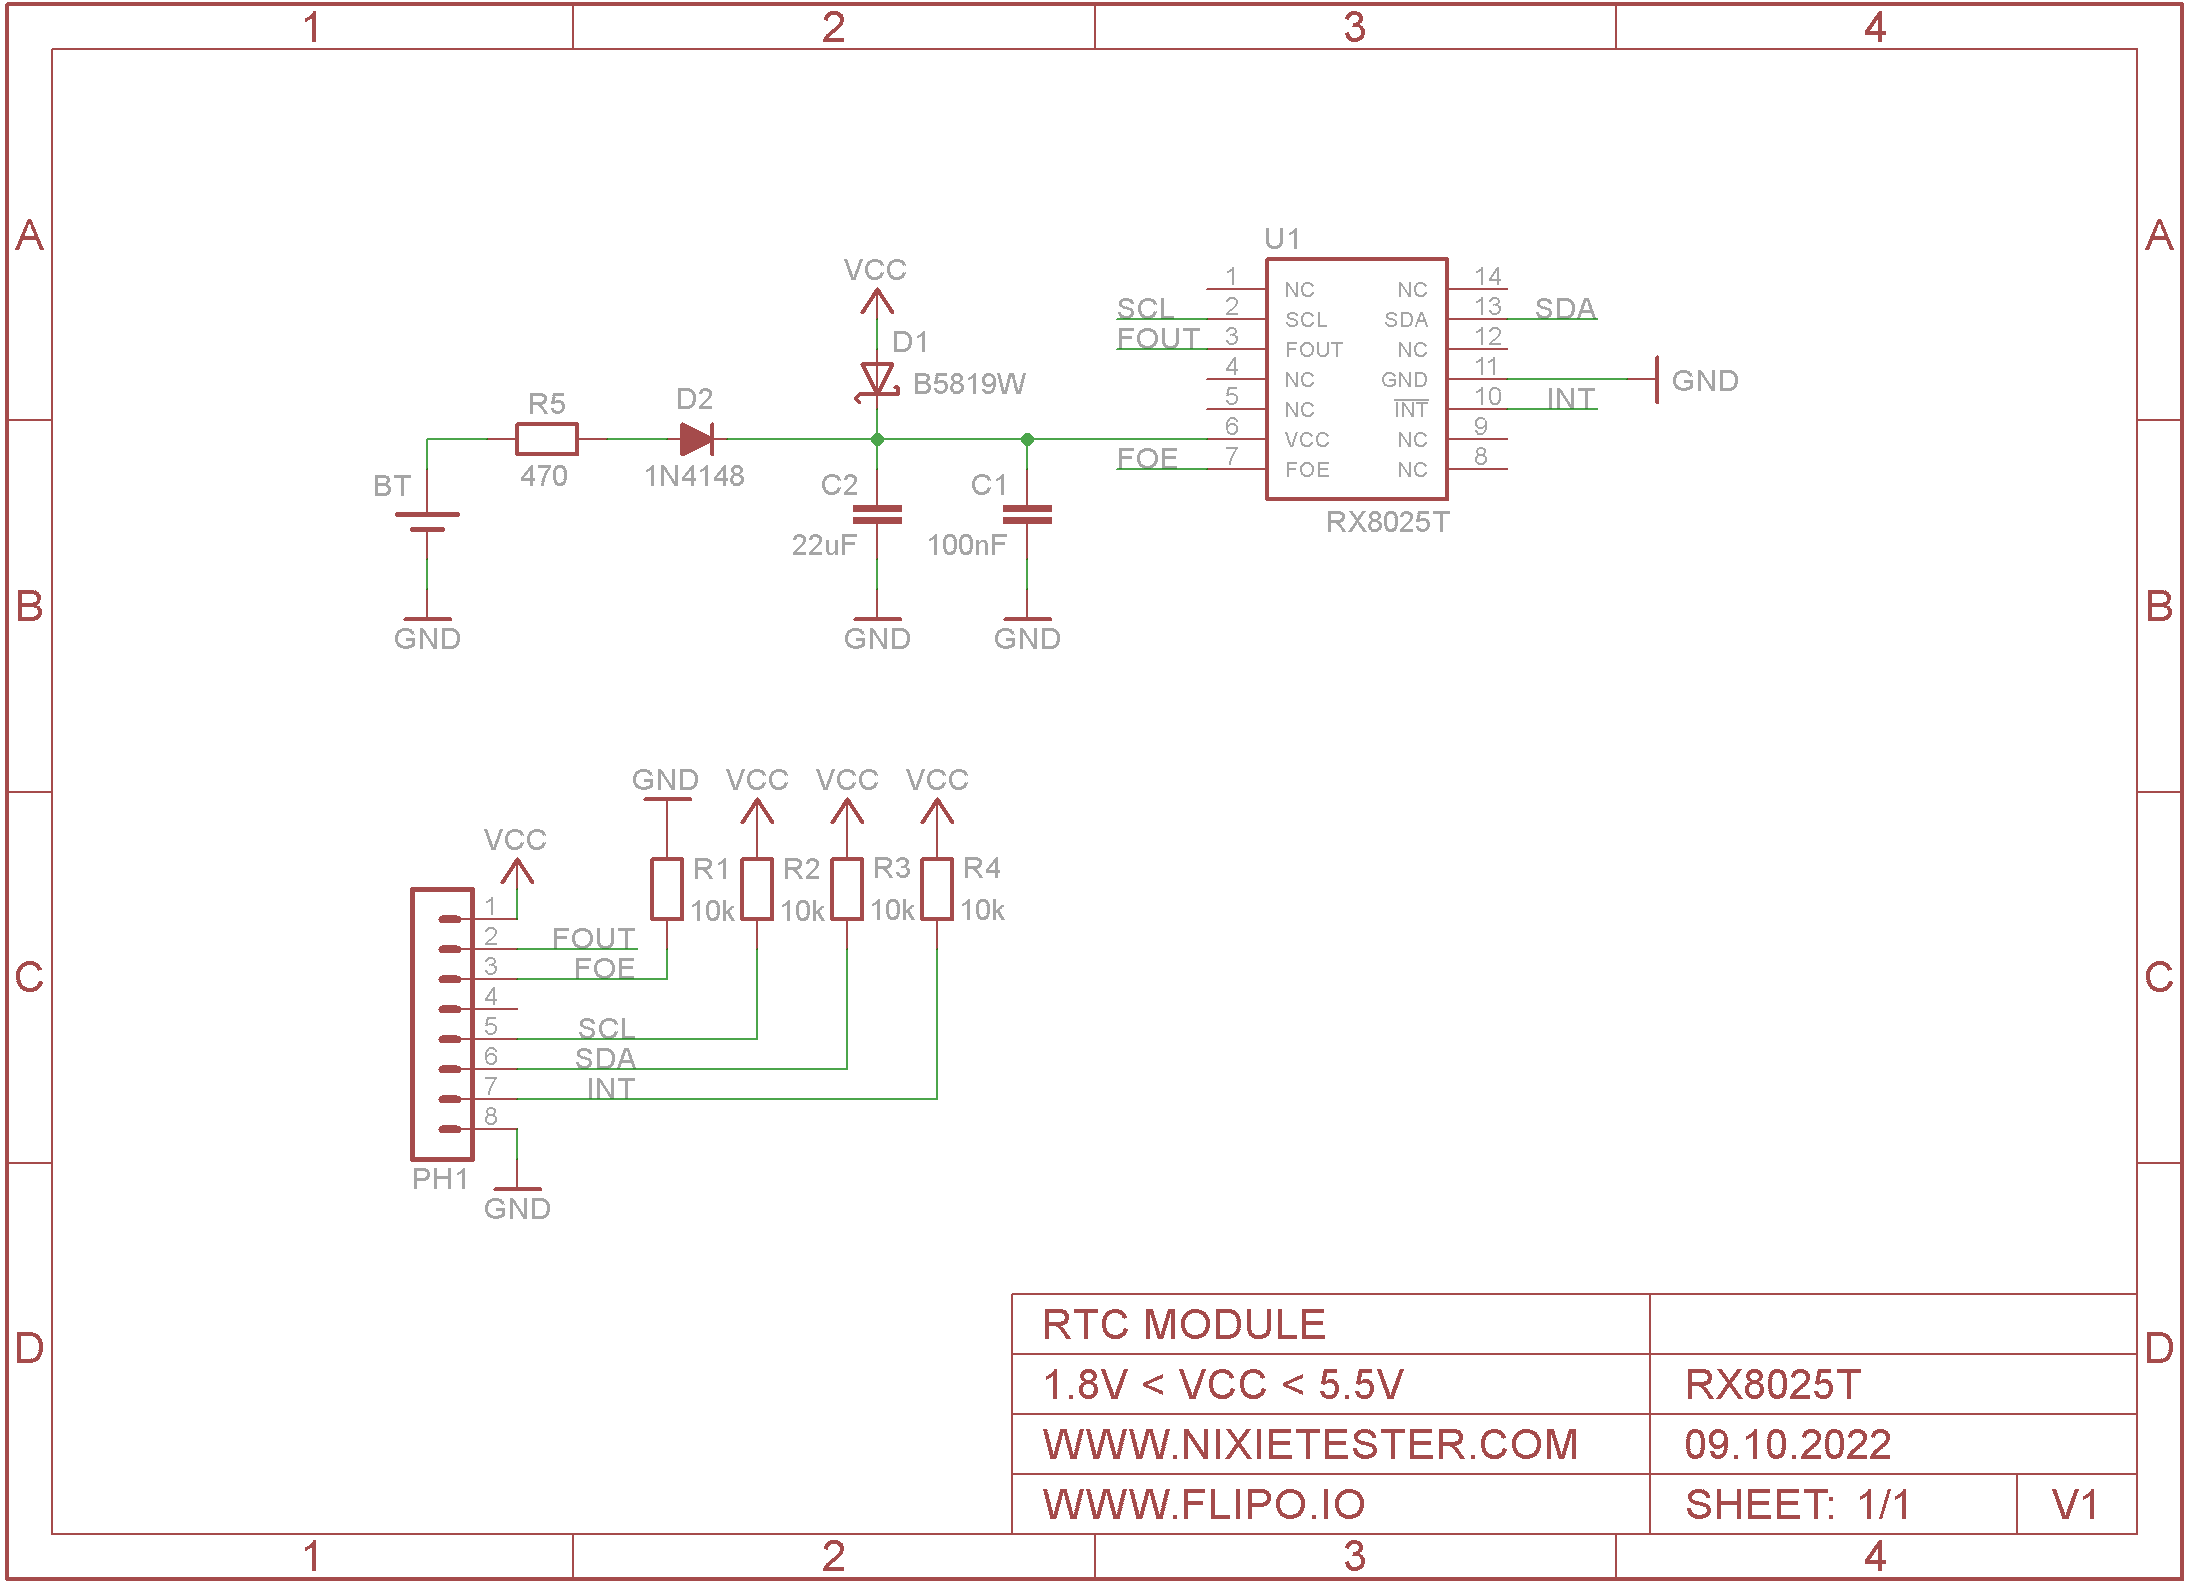 1 2 3 4
A A
U1
VCC
1 NC NC 14
SCL 2 SCL SDA 13 SDA
FOUT 3 FOUT NC 12
4 NC GND 11 GND
5 NC INT 10 INT
6 VCC NC 9
FOE 7 FOE NC 8
RX8025T
D1
B5819W
R5
470
D2
1N4148
BT
C2
22uF
C1
100nF
GND GND GND
B B
GND VCC VCC VCC
VCC
R1 R2 R3 R4
10k 10k 10k 10k
1
2 FOUT
3 FOE
4
5 SCL
6 SDA
7 INT
8
PH1
GND
C C
RTC MODULE
1.8V < VCC < 5.5V RX8025T
WWW.NIXIETESTER.COM 09.10.2022
WWW.FLIPO.IO SHEET: 1/1 V1
D D
1 2 3 4